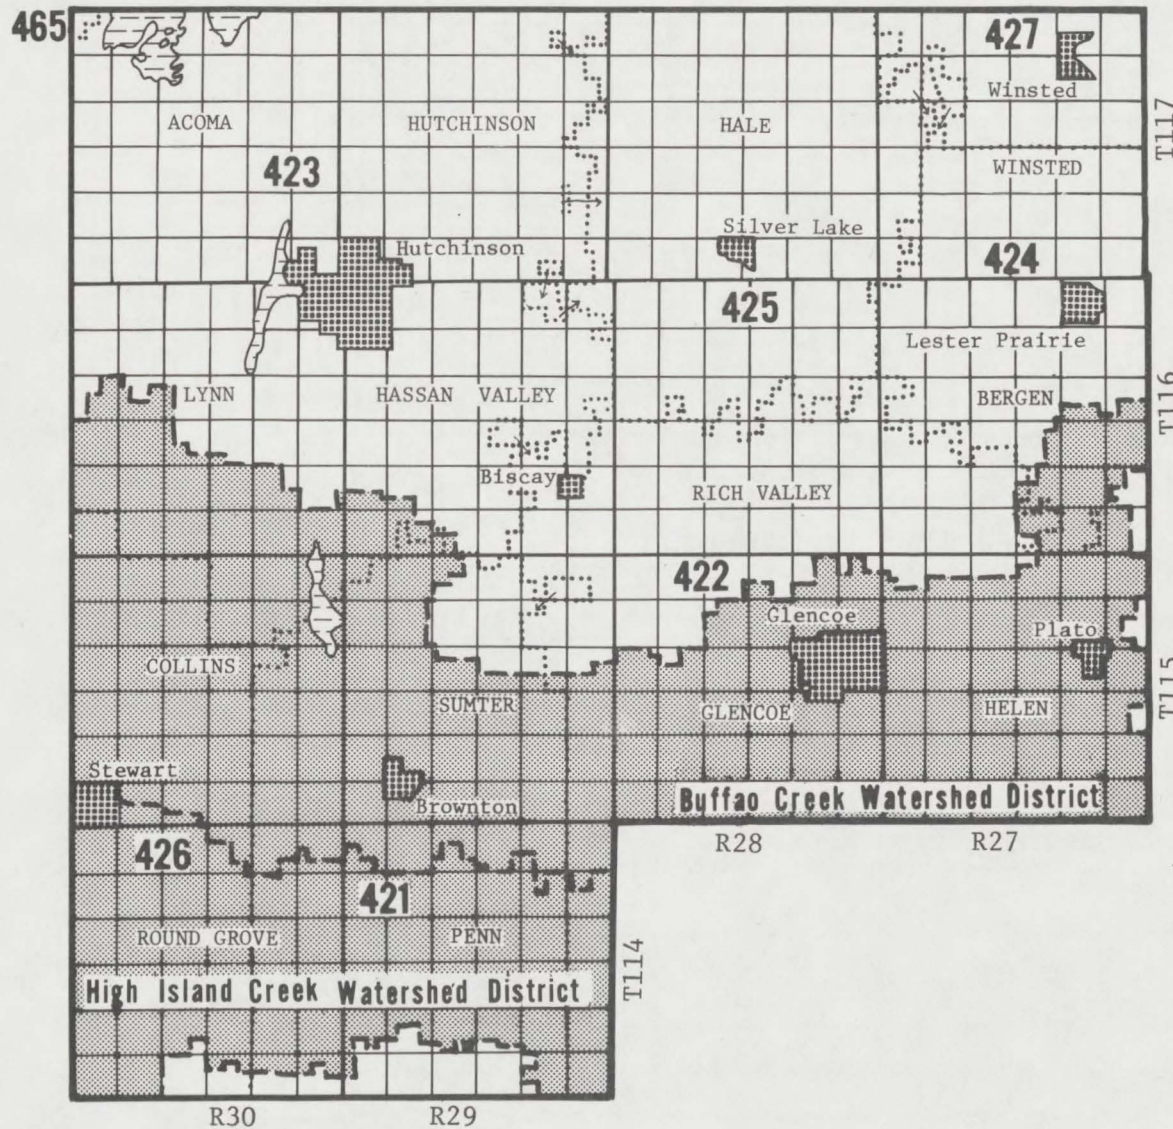 465
427
Winsted
ACOMA
HUTCHINSON
HALE
T117
WINSTED
423
Silver Lake
Hutchinson
424
425
Lester Prairie
LYNN
HASSAN VALLEY
BERGEN
T116
Biscay
RICH VALLEY
422
Glencoe
Plato
COLLINS
SUMTER
GLENCOE
HELEN
T115
Stewart
Brownton
Buffao Creek Watershed District
R28
R27
426
421
ROUND GROVE
PENN
T114
High Island Creek Watershed District
R30
R29